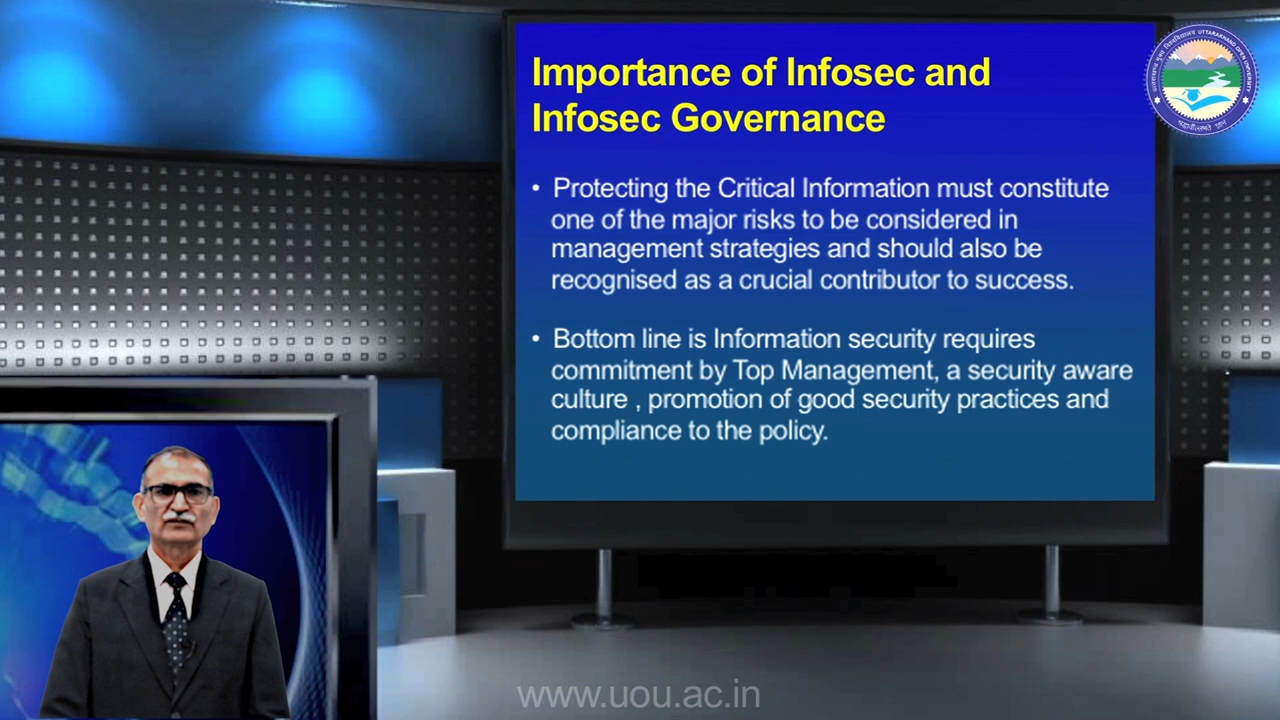 Importance of Infosec and
Infosec Governance
• Protecting the Critical Information must constitute
one of the major risks to be considered in
management strategies and should also be
recognised as a crucial contributor to success.
• Bottom line is Information security requires
commitment by Top Management, a security aware
culture , promotion of good security practices and
compliance to the policy.
UTTARAKHAND OPEN UNIVERSITY
www.uou.ac.in